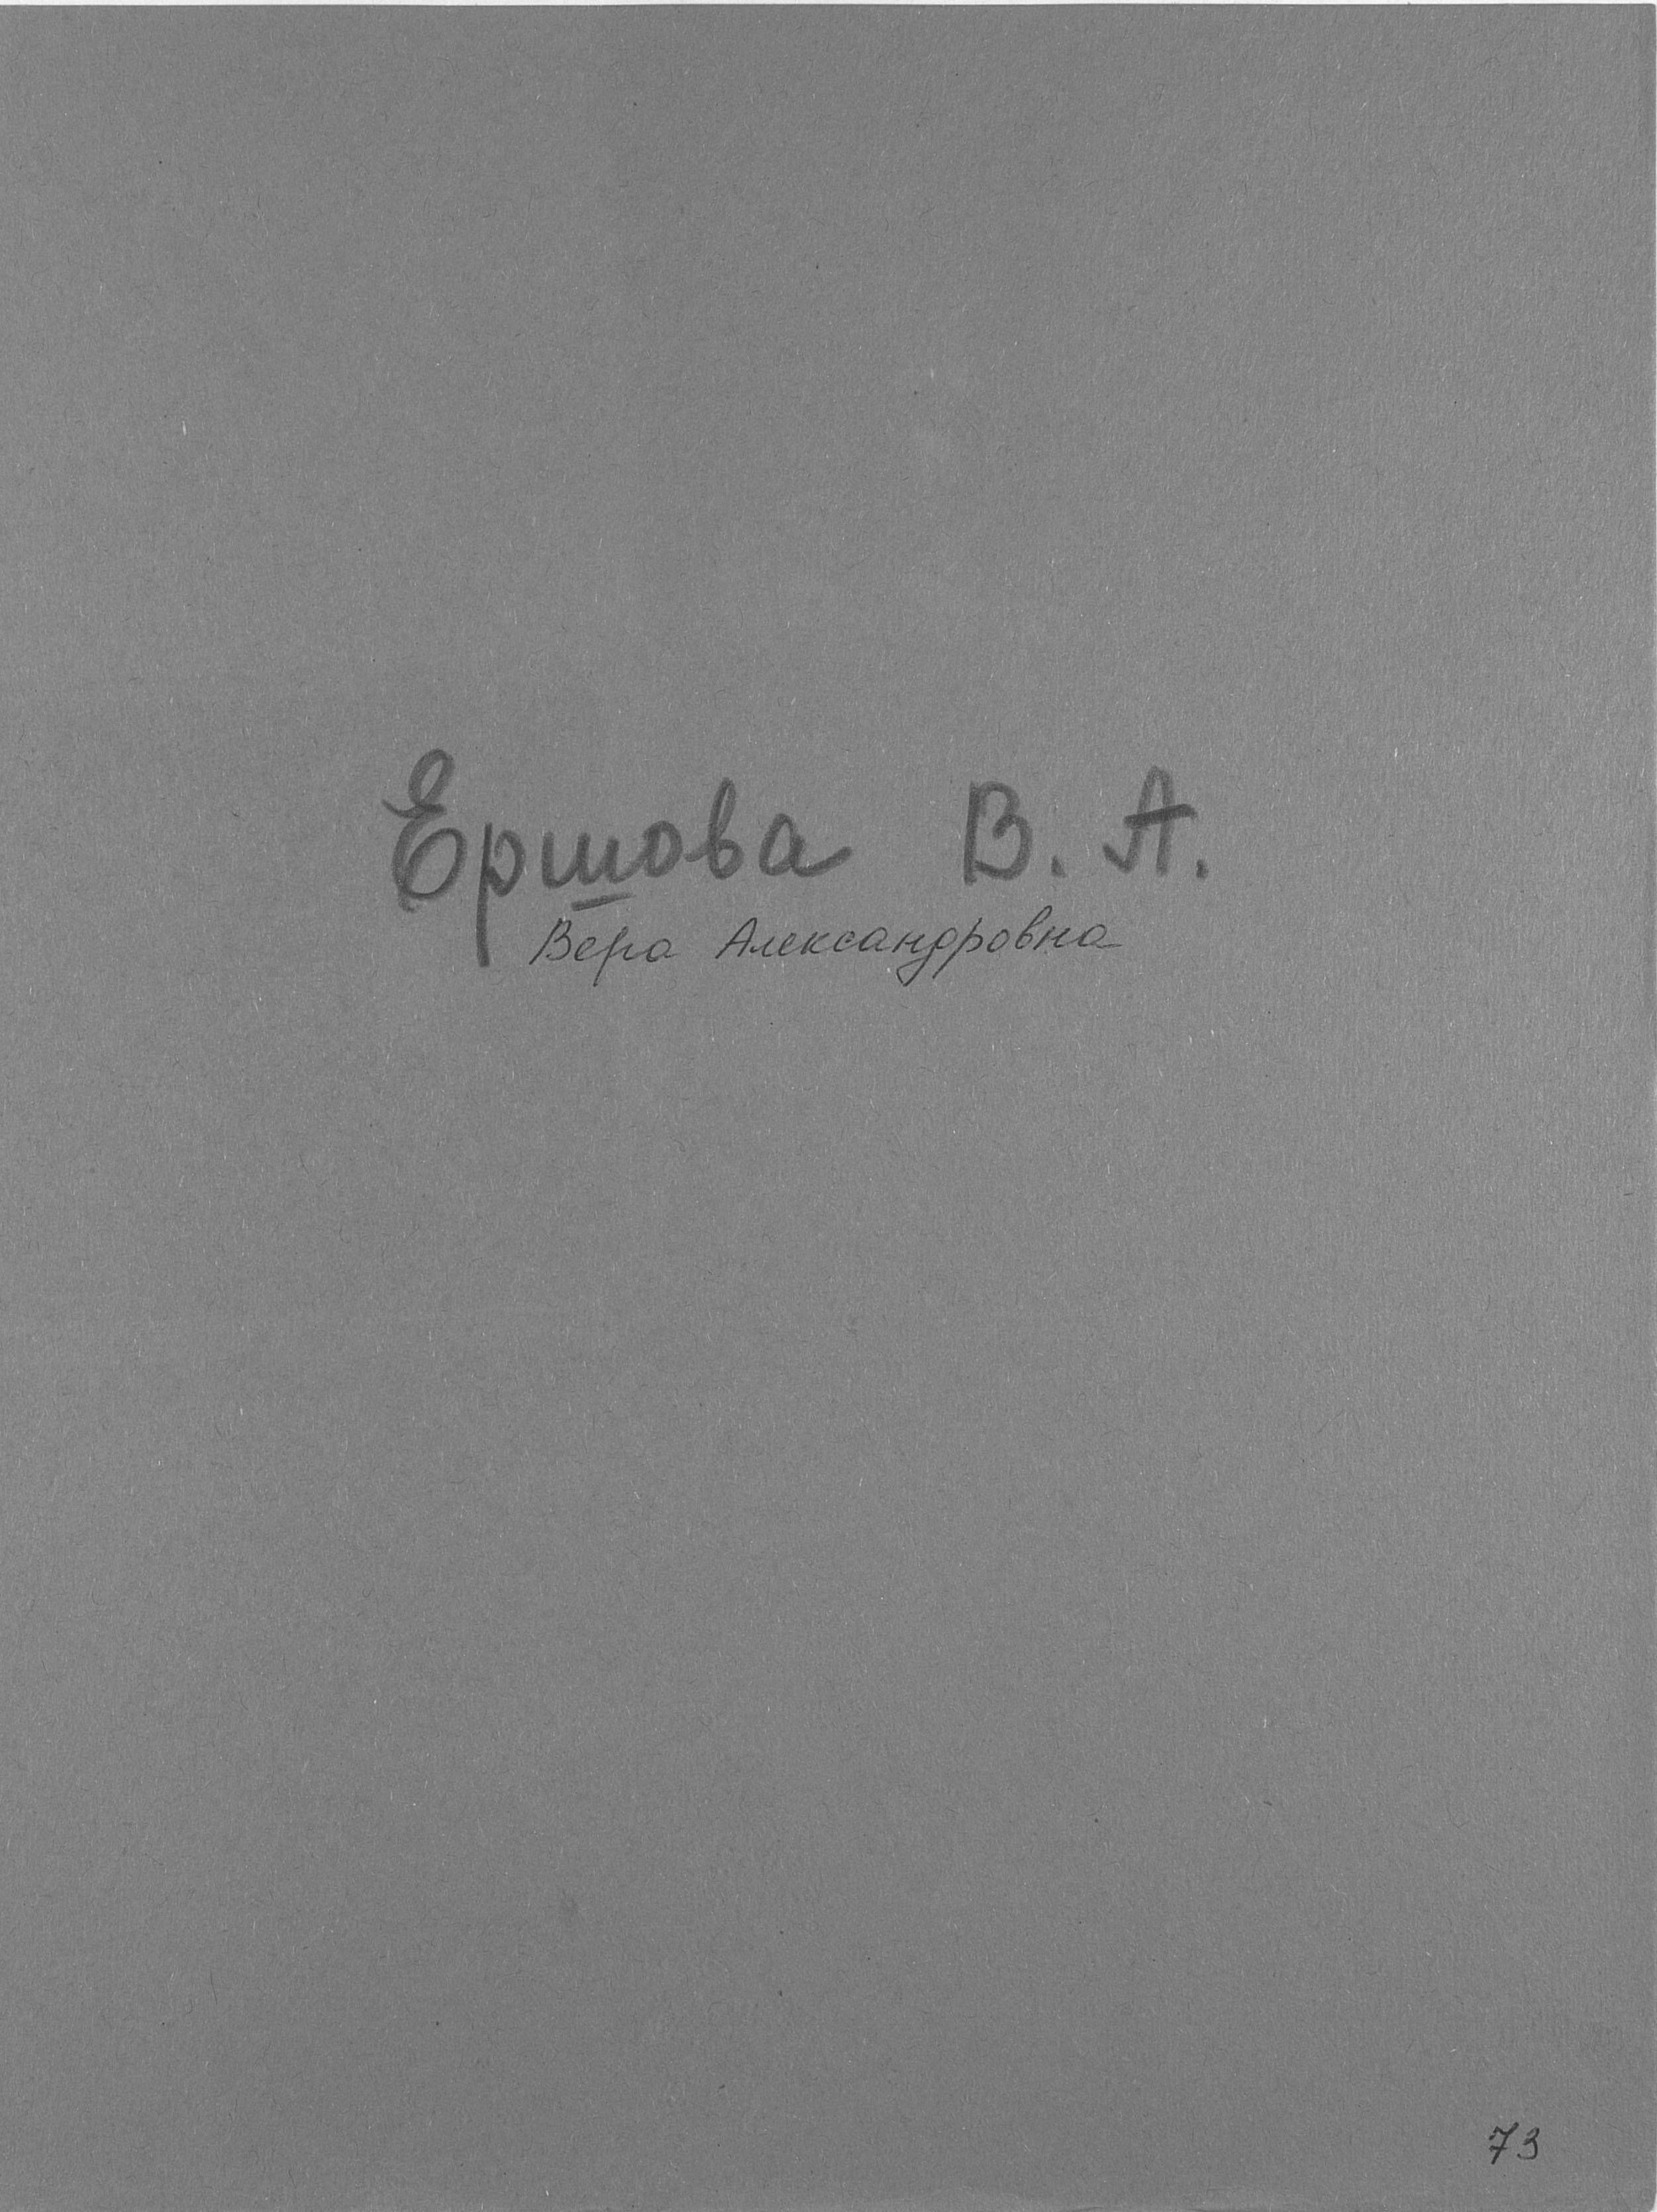 Ершова В. А.
Вера Александровна
73